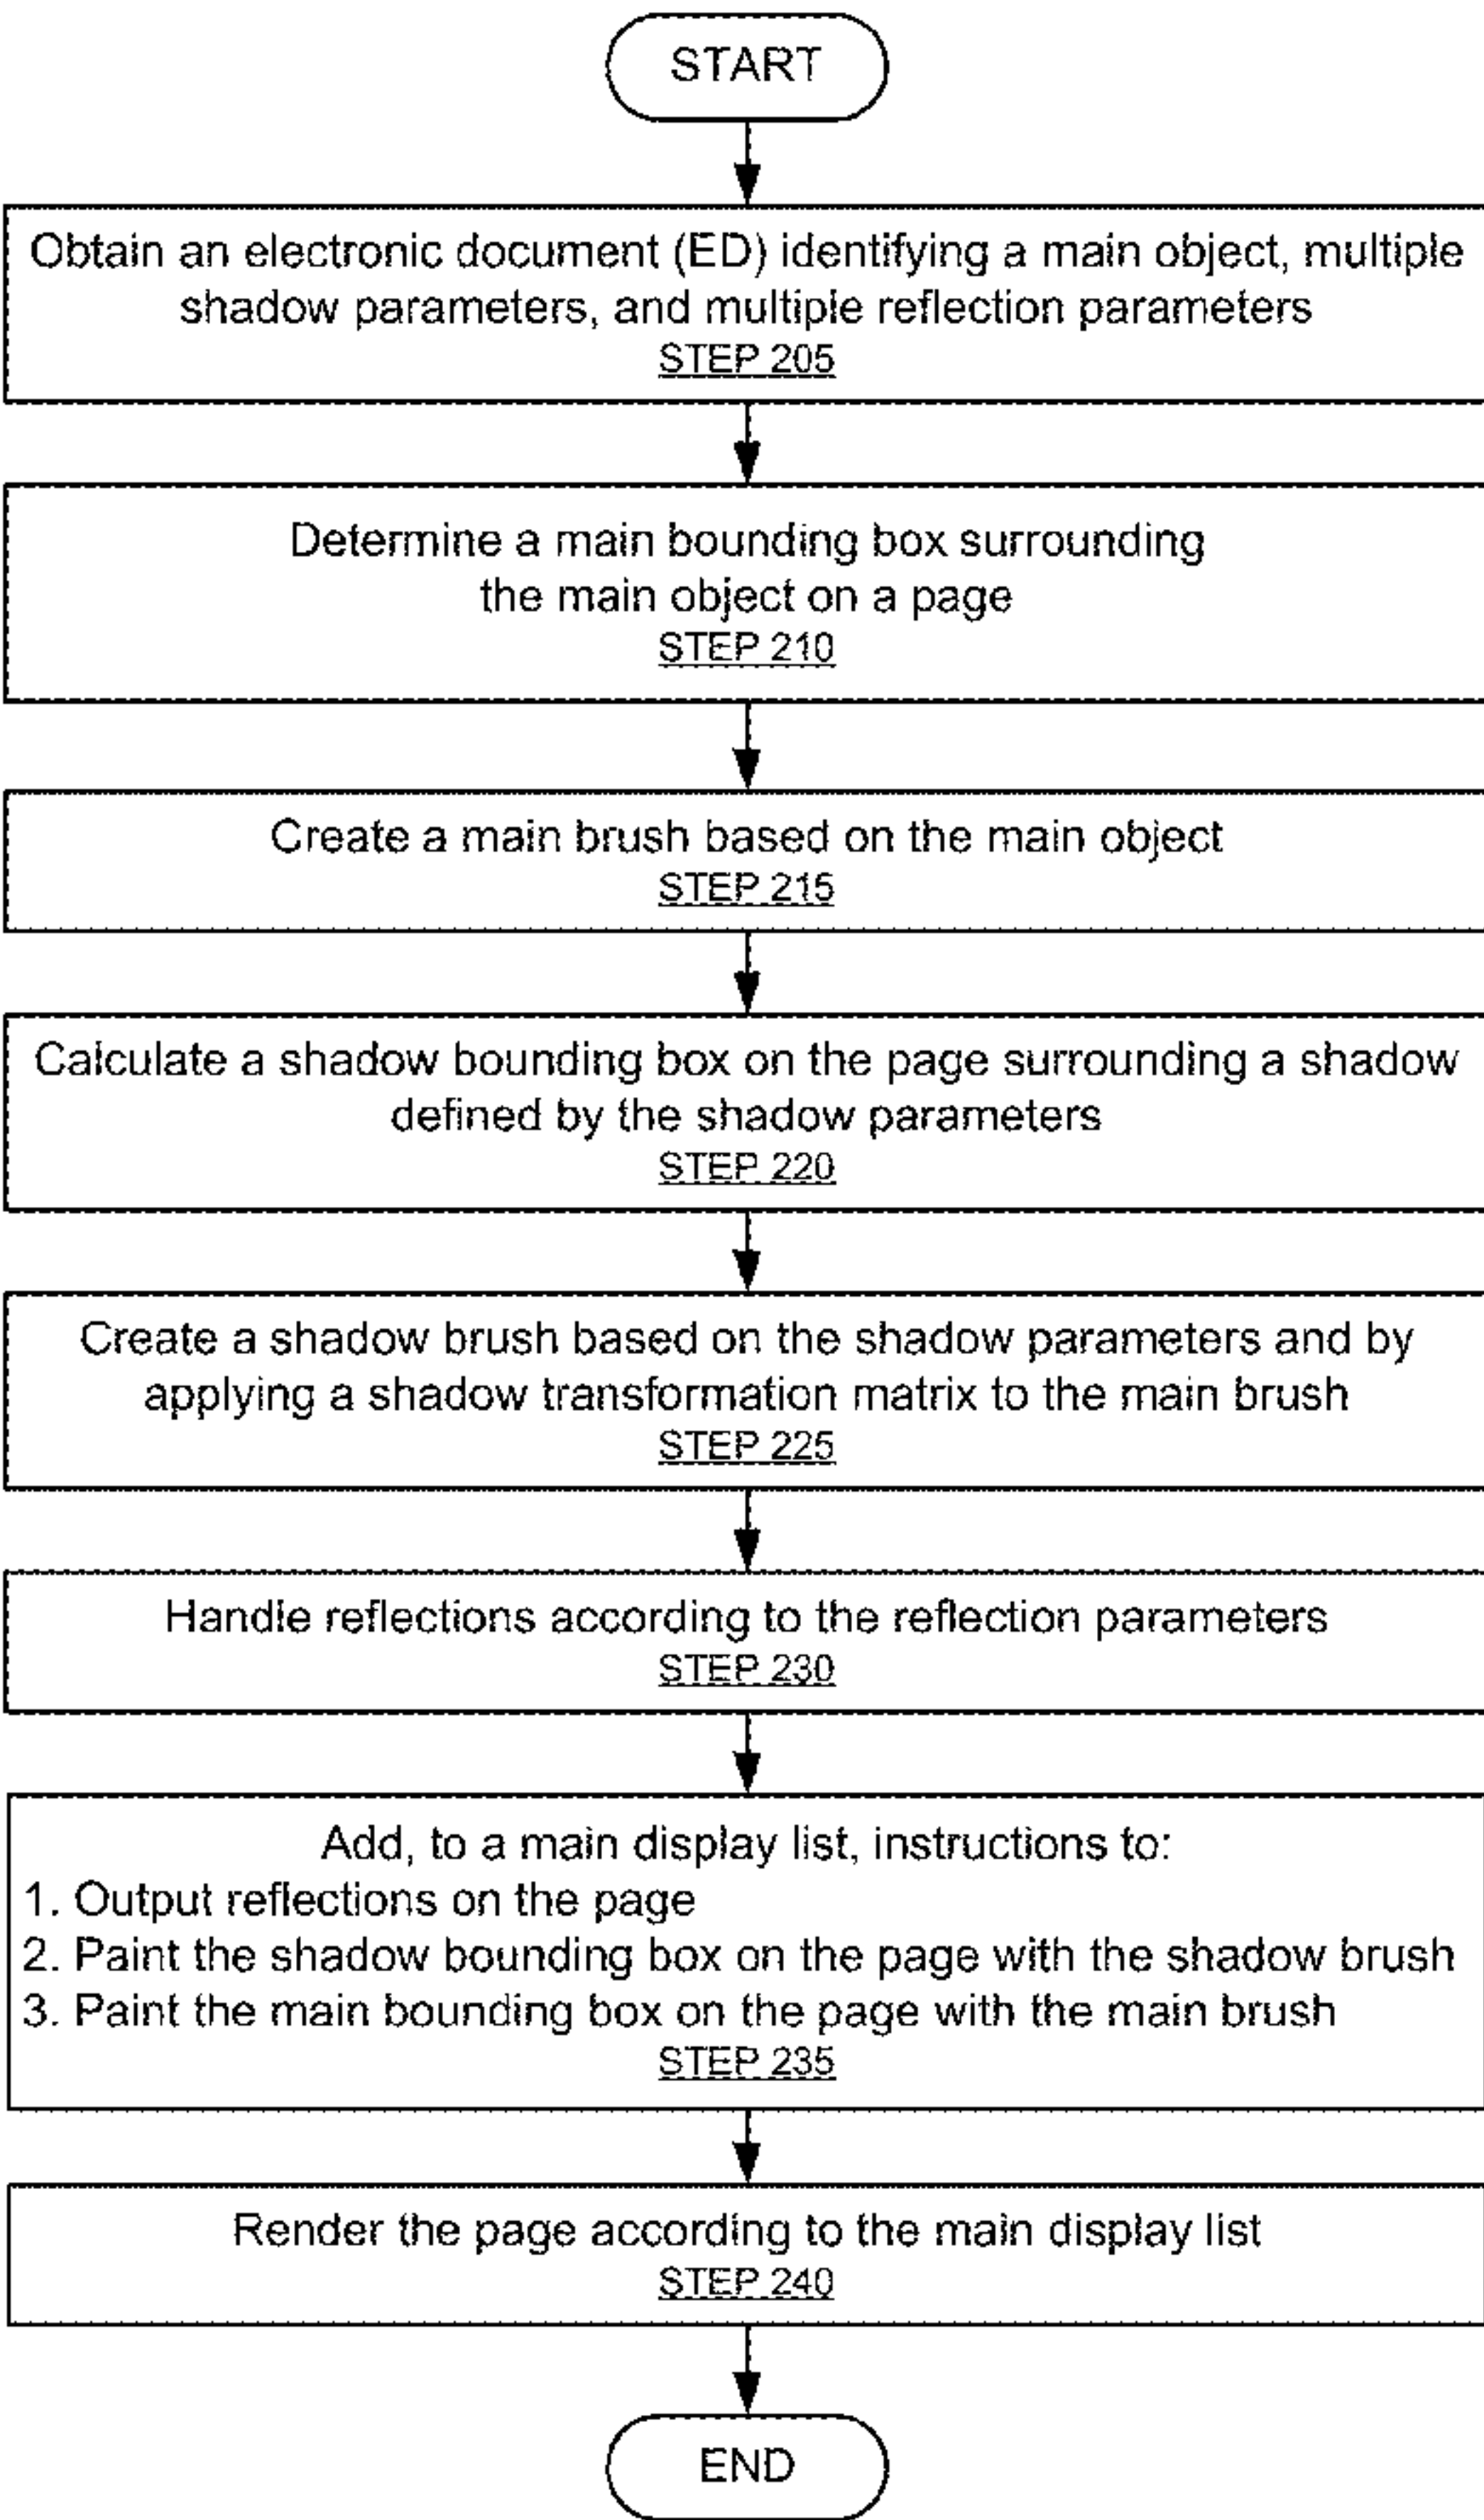 START
Obtain an electronic document (ED) identifying a main object, multiple
shadow parameters, and multiple reflection parameters
STEP 205
Determine a main bounding box surrounding
the main object on a page
STEP 210
Create a main brush based on the main object
STEP 215
Calculate a shadow bounding box on the page surrounding a shadow
defined by the shadow parameters
STEP 220
Create a shadow brush based on the shadow parameters and by
applying a shadow transformation matrix to the main brush
STEP 225
Handle reflections according to the reflection parameters
STEP 230
Add, to a main display list, instructions to:
1. Output reflections on the page
2. Paint the shadow bounding box on the page with the shadow brush
3. Paint the main bounding box on the page with the main brush
STEP 235
Render the page according to the main display list
STEP 240
END